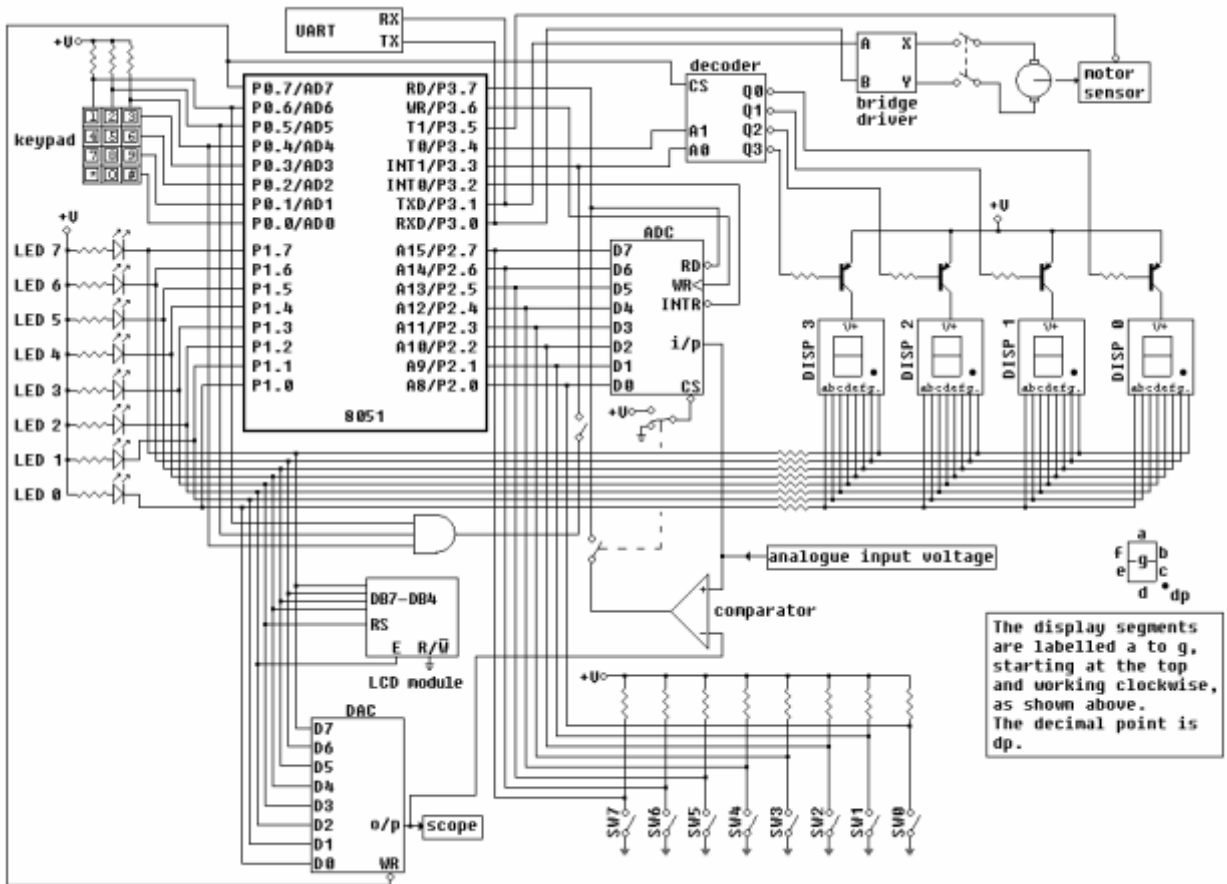 UART
RX
TX
+V
keypad
1 2 3
4 5 6
7 8 9
* 0 #
P0.7/AD7
P0.6/AD6
P0.5/AD5
P0.4/AD4
P0.3/AD3
P0.2/AD2
P0.1/AD1
P0.0/AD0
P1.7
P1.6
P1.5
P1.4
P1.3
P1.2
P1.1
P1.0
RD/P3.7
WR/P3.6
T1/P3.5
T0/P3.4
INT1/P3.3
INT0/P3.2
TXD/P3.1
RXD/P3.0
A15/P2.7
A14/P2.6
A13/P2.5
A12/P2.4
A11/P2.3
A10/P2.2
A9/P2.1
A8/P2.0
8051
decoder
CS
A1
A0
Q0
Q1
Q2
Q3
A X
B Y
bridge
driver
motor
sensor
+V
LED 7
LED 6
LED 5
LED 4
LED 3
LED 2
LED 1
LED 0
ADC
D7
D6
D5
D4
D3
D2
D1
D0
RD
WR
INTR
i/p
CS
+V
+V
DISP 3
V+
abcdefg.
DISP 2
V+
abcdefg.
DISP 1
V+
abcdefg.
DISP 0
V+
abcdefg.
analogue input voltage
comparator
+
-
a
f g b
e c
d dp
The display segments
are labelled a to g,
starting at the top
and working clockwise,
as shown above.
The decimal point is
dp.
DB7-DB4
RS
E R/W̅
LCD module
DAC
D7
D6
D5
D4
D3
D2
D1
D0
o/p
WR
scope
+V
SW7
SW6
SW5
SW4
SW3
SW2
SW1
SW0